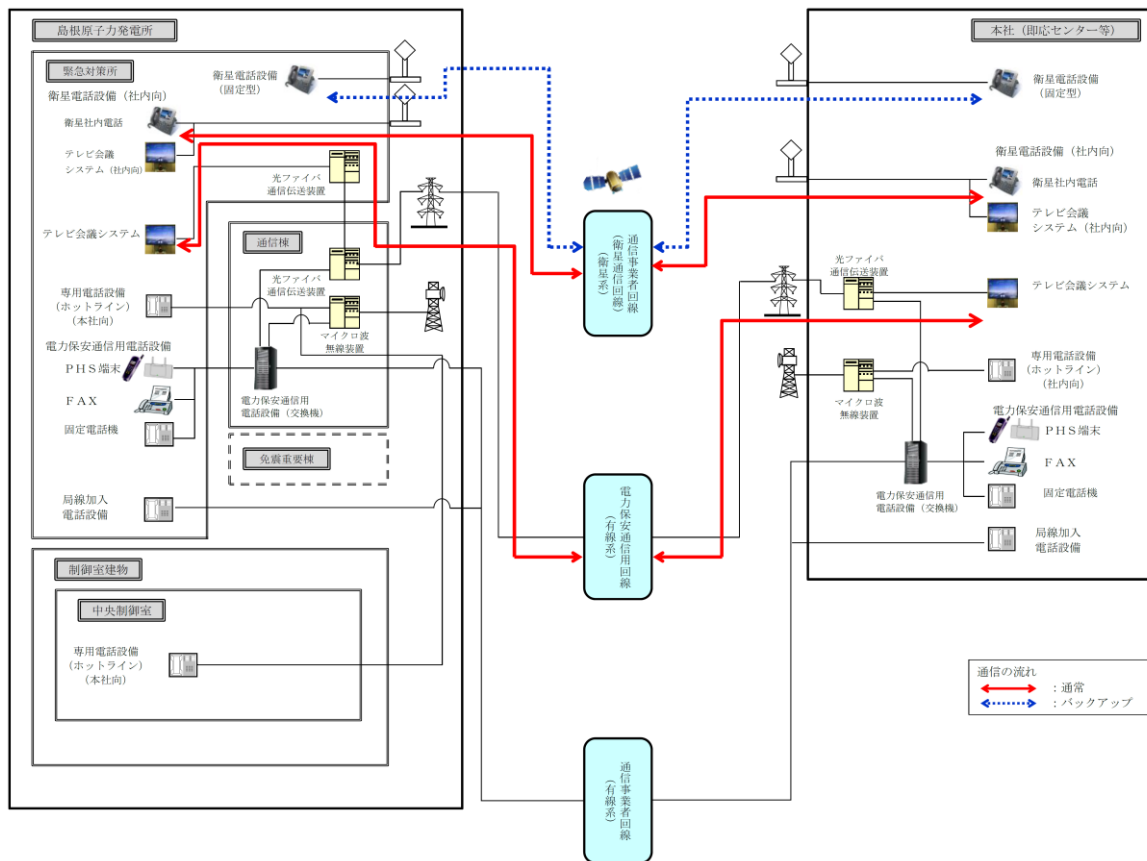 島根原子力発電所
緊急対策所
衛星電話設備
（固定型）
衛星電話設備（社内向）
衛星社内電話
テレビ会議
システム（社内向）
光ファイバ
通信伝送装置
テレビ会議システム
通信棟
光ファイバ
通信伝送装置
専用電話設備
（ホットライン）
（本社向）
マイクロ波
無線装置
電力保安通信用電話設備
ＰＨＳ端末
ＦＡＸ
固定電話機
電力保安通信用
電話設備（交換機）
免震重要棟
局線加入
電話設備
制御室建物
中央制御室
専用電話設備
（ホットライン）
（本社向）
通信事業者回線
（衛星通信回線）
（衛星系）
電力保安通信用回線
（有線系）
通信事業者回線
（有線系）
本社（即応センター等）
衛星電話設備
（固定型）
衛星電話設備（社内向）
衛星社内電話
テレビ会議
システム（社内向）
光ファイバ
通信伝送装置
テレビ会議システム
専用電話設備
（ホットライン）
（社内向）
マイクロ波
無線装置
電力保安通信用電話設備
ＰＨＳ端末
ＦＡＸ
固定電話機
電力保安通信用
電話設備（交換機）
局線加入
電話設備
通信の流れ
：通常
：バックアップ